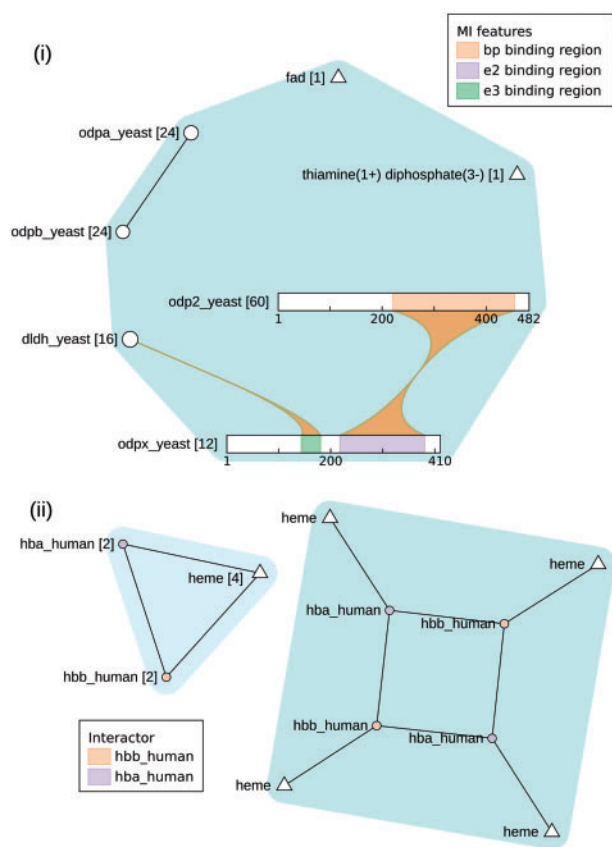 (i)
MI features
bp binding region
e2 binding region
e3 binding region
fad [1]
odpa_yeast [24]
thiamine(1+) diphosphate(3-) [1]
odpb_yeast [24]
odp2_yeast [60]
1 200 400 482
dldh_yeast [16]
odpx_yeast [12]
1 200 410
(ii)
heme
hba_human [2]
heme [4]
heme
hba_human
hbb_human
hbb_human [2]
hbb_human
hba_human
Interactor
hbb_human
hba_human
heme
heme